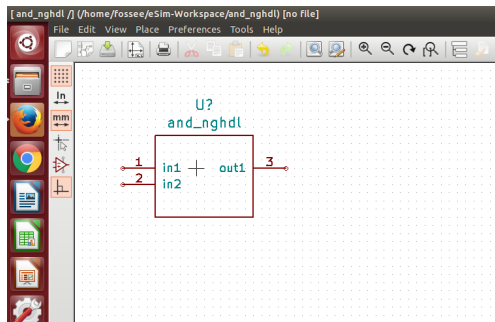 [ and_nghdl /] (/home/fossee/eSim-Workspace/and_nghdl) [no file]
File Edit View Place Preferences Tools Help
In
mm
U?
and_nghdl
1 in1 out1 3
2 in2